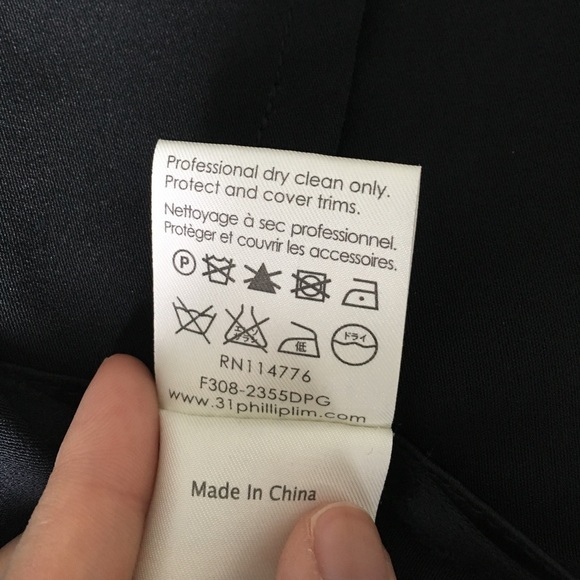 Professional dry clean only.
Protect and cover trims.
Nettoyage à sec professionnel.
Protèger et couvrir les accessoires.
P
低 ドライ
RN114776
F308-2355DPG
www.31philliplim.com
Made In China